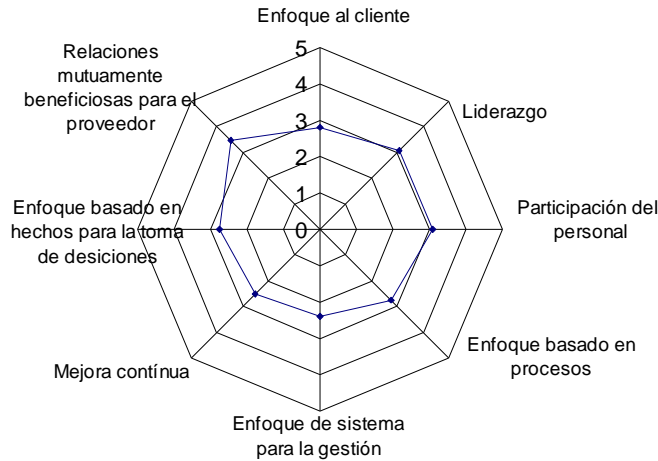 Enfoque al cliente
Relaciones
mutuamente
beneficiosas para el
proveedor
5
4
3
2
1
0
Liderazgo
Enfoque basado en
hechos para la toma
de desiciones
Participación del
personal
Mejora contínua
Enfoque basado en
procesos
Enfoque de sistema
para la gestión